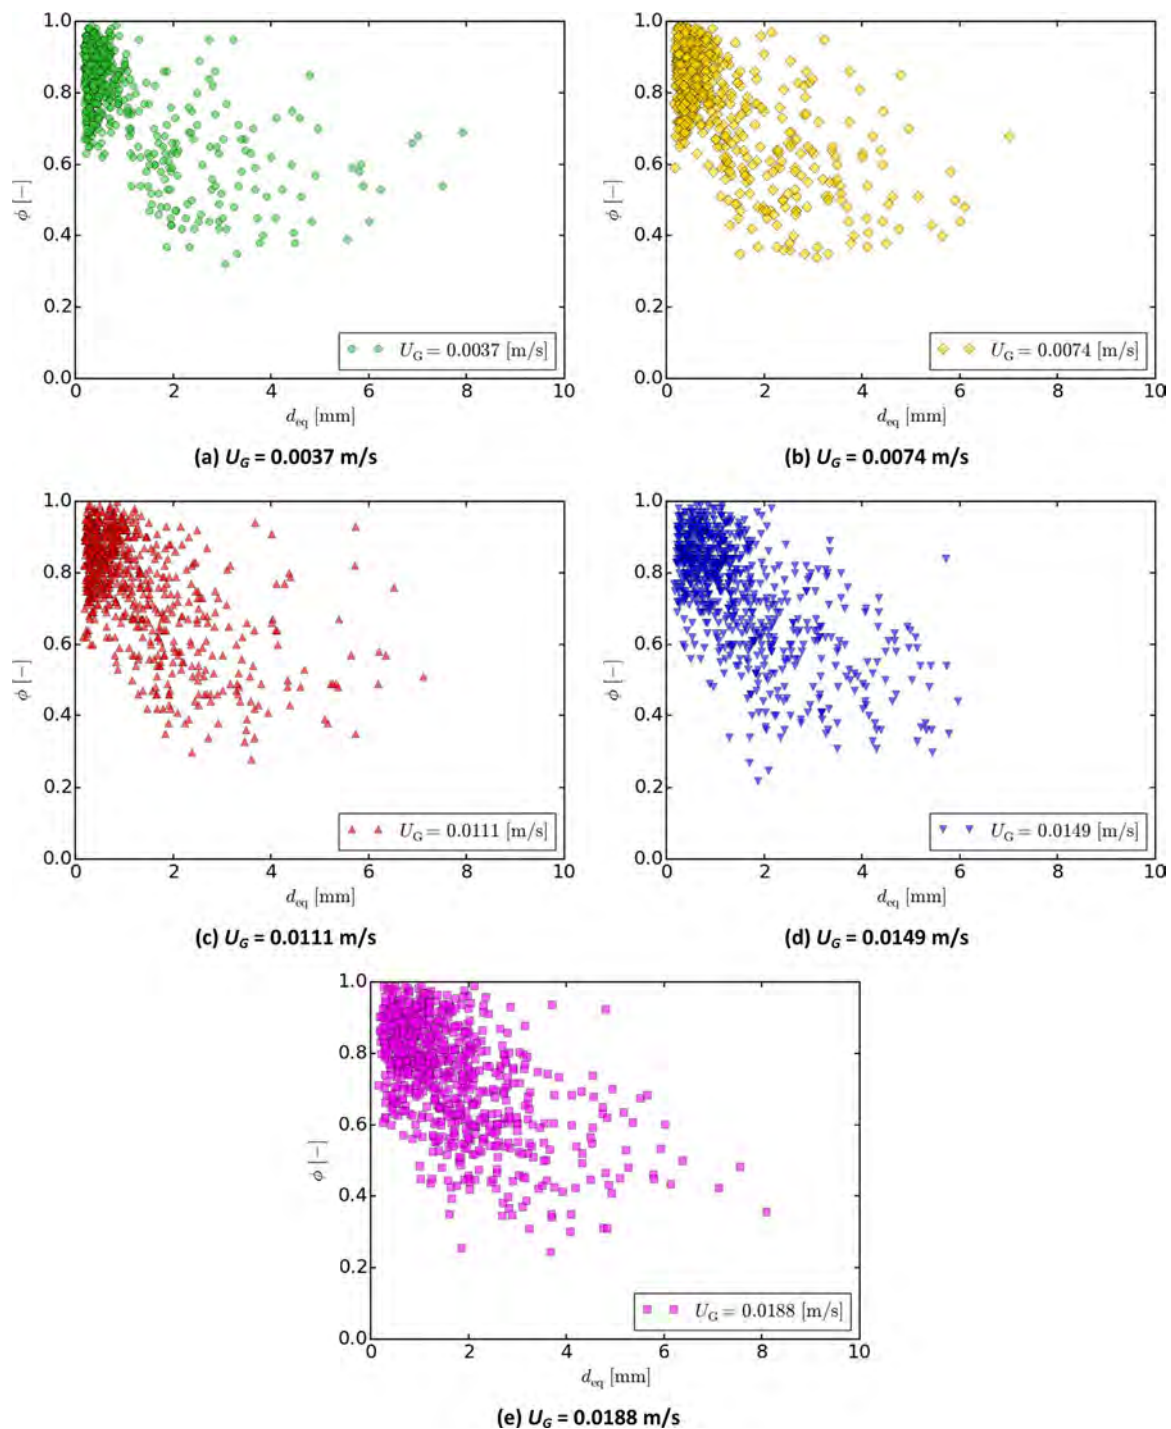 1.0 1.0
0.8 0.8
0.6 0.6
ϕ [−] ϕ [−]
0.4 0.4
0.2 0.2
U_G = 0.0037 [m/s] U_G = 0.0074 [m/s]
0.0 0.0
0 2 4 6 8 10 0 2 4 6 8 10
d_eq [mm] d_eq [mm]
(a) U_G = 0.0037 m/s (b) U_G = 0.0074 m/s
1.0 1.0
0.8 0.8
0.6 0.6
ϕ [−] ϕ [−]
0.4 0.4
0.2 0.2
U_G = 0.0111 [m/s] U_G = 0.0149 [m/s]
0.0 0.0
0 2 4 6 8 10 0 2 4 6 8 10
d_eq [mm] d_eq [mm]
(c) U_G = 0.0111 m/s (d) U_G = 0.0149 m/s
1.0
0.8
0.6
ϕ [−]
0.4
0.2
U_G = 0.0188 [m/s]
0.0
0 2 4 6 8 10
d_eq [mm]
(e) U_G = 0.0188 m/s